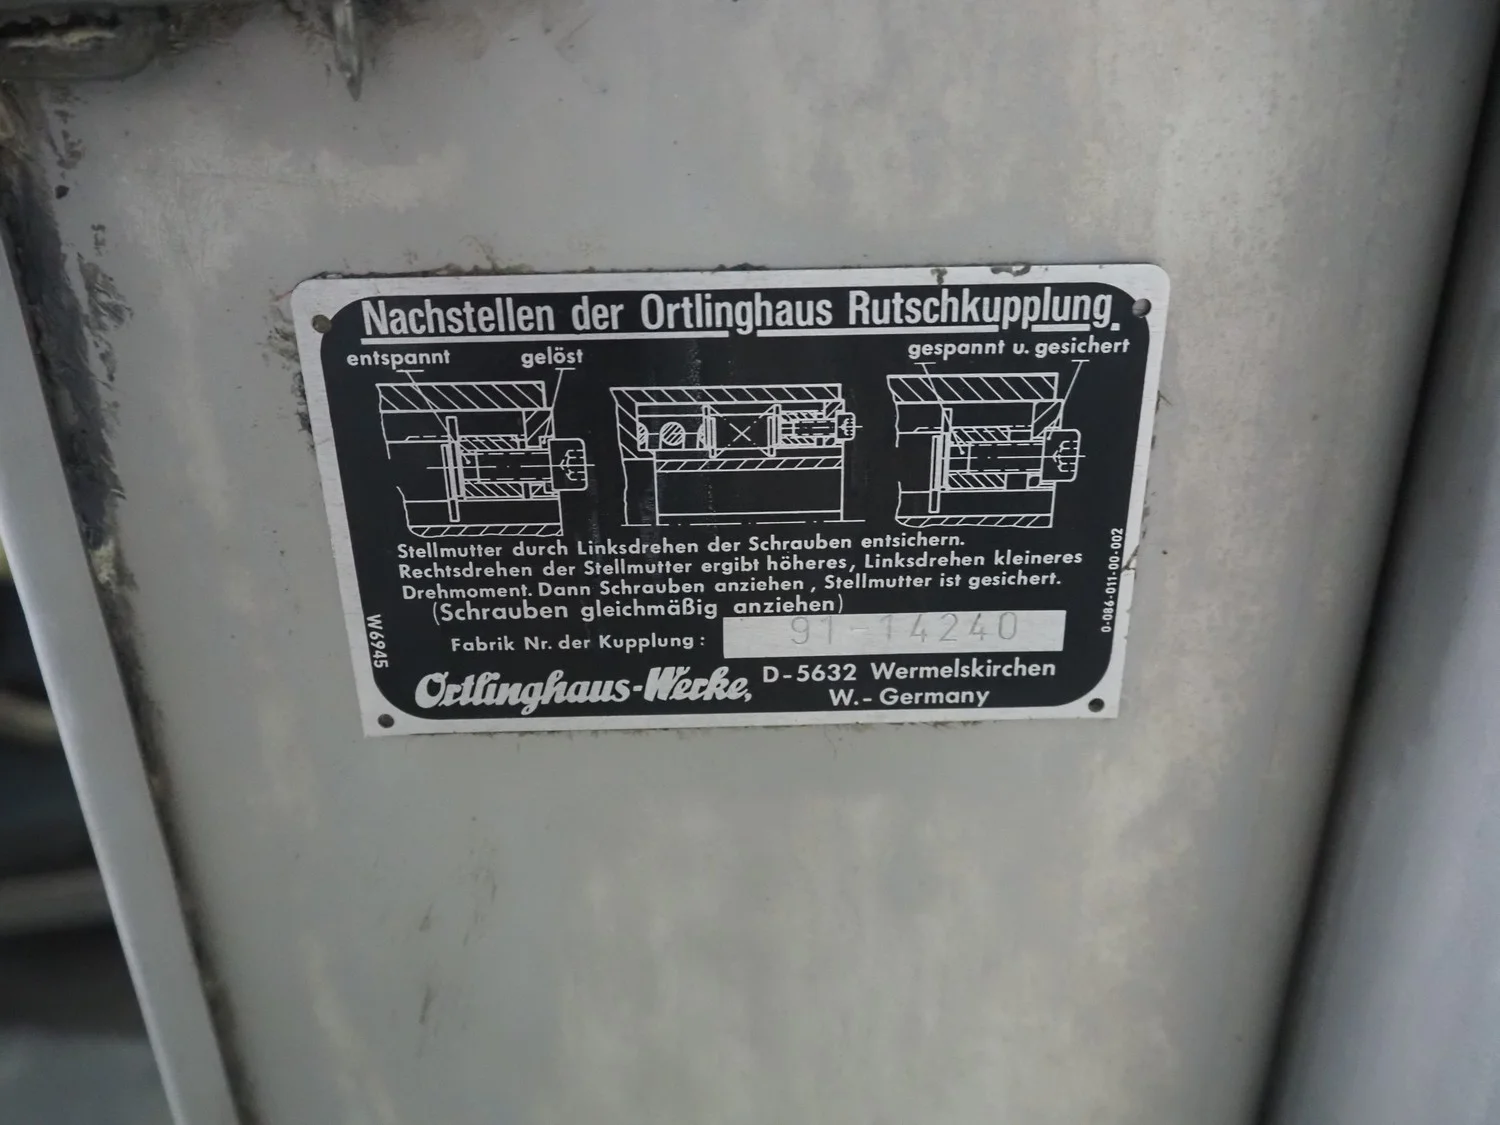 Nachstellen der Ortlinghaus Rutschkupplung.
entspannt gelöst gespannt u. gesichert
Stellmutter durch Linksdrehen der Schrauben entsichern.
Rechtsdrehen der Stellmutter ergibt höheres, Linksdrehen kleineres
Drehmoment. Dann Schrauben anziehen, Stellmutter ist gesichert.
(Schrauben gleichmäßig anziehen)
Fabrik Nr. der Kupplung: 91-14240
Ortlinghaus-Werke, D-5632 Wermelskirchen
W.-Germany
W6945
0-086-011-00-002